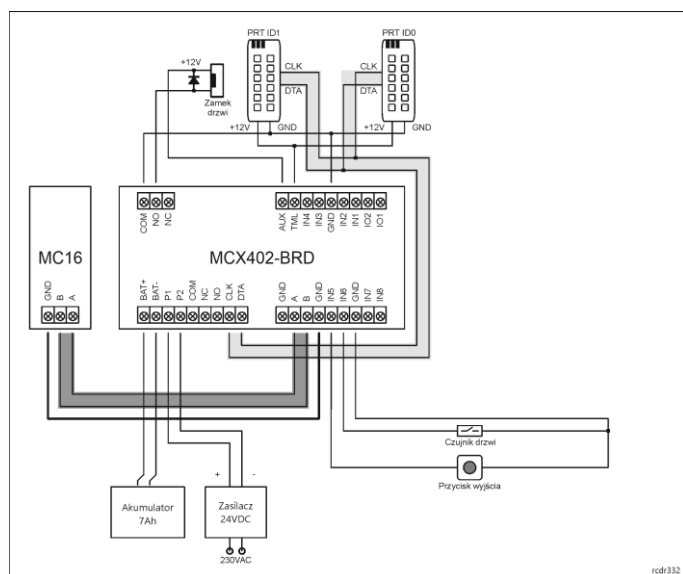 PRT ID1
PRT ID0
CLK
DTA
CLK
DTA
+12V
Zamek
drzwi
+12V
GND
+12V
GND
COM
NO
NC
AUX
TML
IN4
IN3
GND
IN2
IN1
IO2
IO1
MC16
MCX402-BRD
GND
B
A
BAT+
BAT-
P1
P2
COM
NC
NO
CLK
DTA
GND
A
B
GND
IN5
IN6
GND
IN7
IN8
Czujnik drzwi
Przycisk wyjścia
+
-
Akumulator
7Ah
Zasilacz
24VDC
230VAC
rcdr332